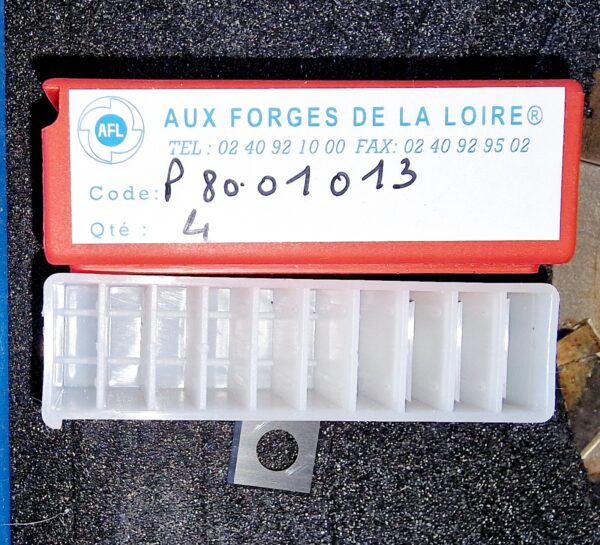 AFL
AUX FORGES DE LA LOIRE®
TEL : 02 40 92 10 00 FAX: 02 40 92 95 02
Code: P 80.01013
Qté : 4